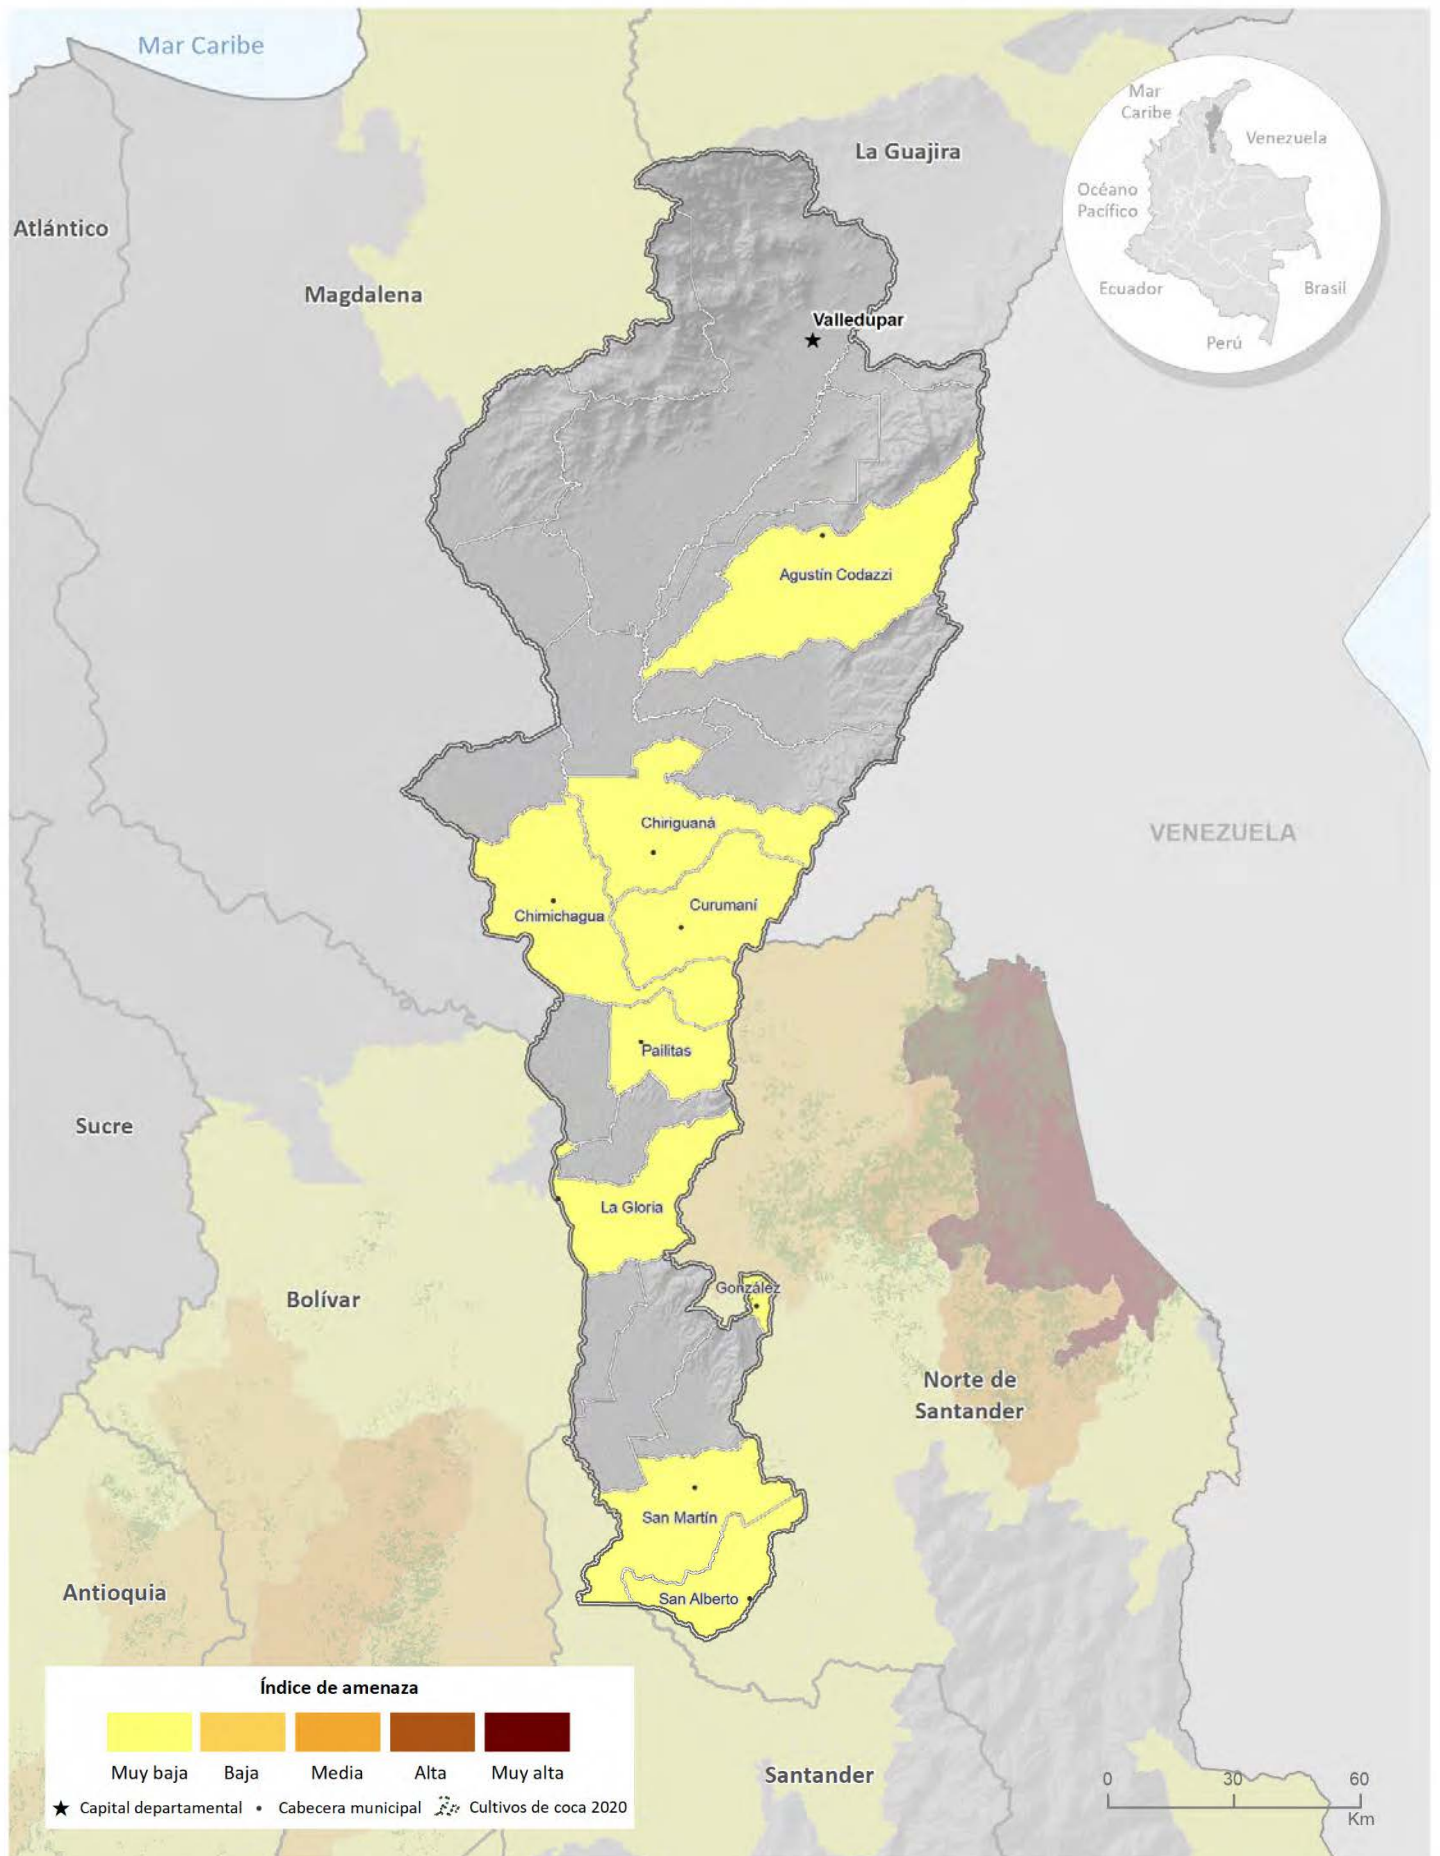 Mar Caribe
Mar
Caribe
Venezuela
La Guajira
Océano
Pacífico
Atlántico
Magdalena
Ecuador
Brasil
Perú
Valledupar
Agustín Codazzi
Chiriguaná
VENEZUELA
Curumaní
Chimichagua
Pailitas
Sucre
La Gloria
González
Bolívar
Norte de
Santander
San Martín
Antioquia
San Alberto
Índice de amenaza
Muy baja
Baja
Media
Alta
Muy alta
Capital departamental
Cabecera municipal
Cultivos de coca 2020
Santander
0 30 60
Km